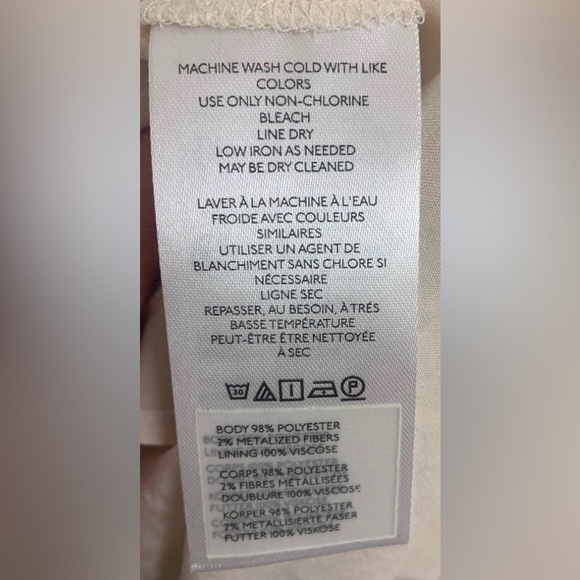 MACHINE WASH COLD WITH LIKE
COLORS
USE ONLY NON-CHLORINE
BLEACH
LINE DRY
LOW IRON AS NEEDED
MAY BE DRY CLEANED
LAVER À LA MACHINE À L'EAU
FROIDE AVEC COULEURS
SIMILAIRES
UTILISER UN AGENT DE
BLANCHIMENT SANS CHLORE SI
NÉCESSAIRE
LIGNE SEC
REPASSER, AU BESOIN, À TRÉS
BASSE TEMPÉRATURE
PEUT-ÊTRE ÊTRE NETTOYÉE
À SEC
30 P
BODY 98% POLYESTER
2% METALIZED FIBERS
LINING 100% VISCOSE
CORPS 98% POLYESTER
2% FIBRES MÉTALLISÉES
DOUBLURE 100% VISCOSE
KÖRPER 98% POLYESTER
2% METALLISIERTE FASER
FUTTER 100% VISKOSE